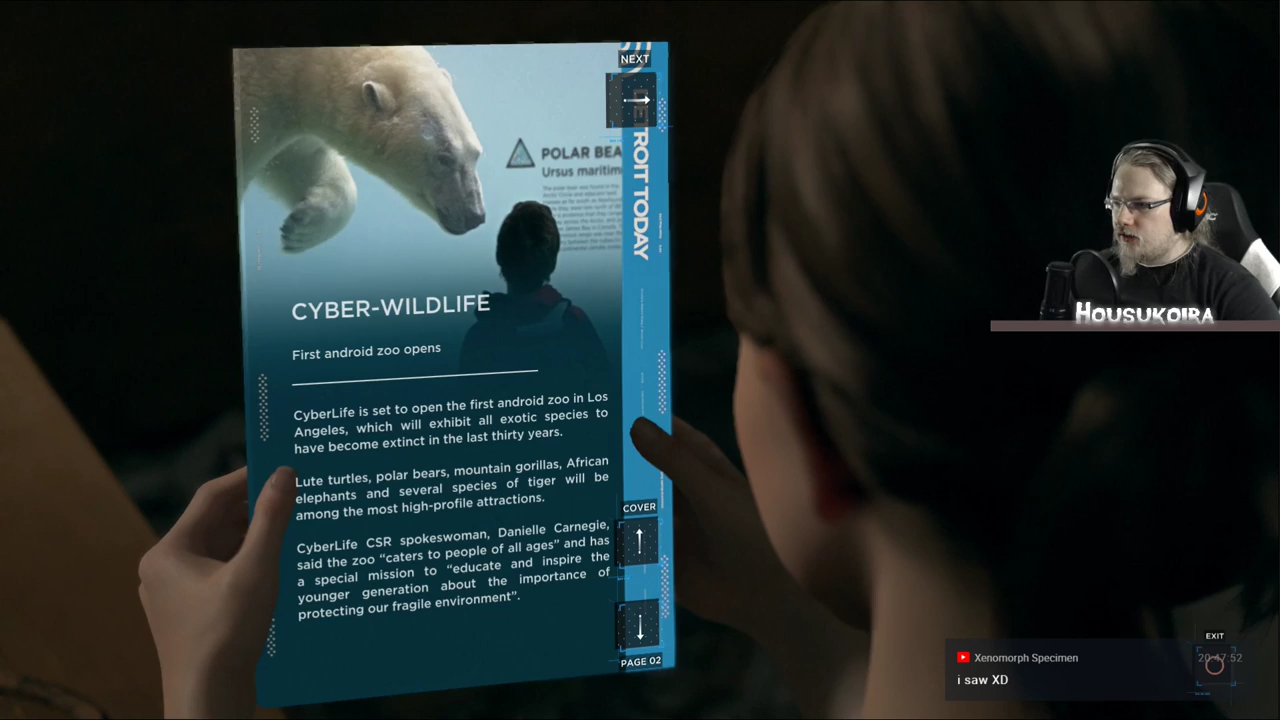 NEXT
DETROIT TODAY
POLAR BEA
Ursus maritim
CYBER-WILDLIFE
First android zoo opens
CyberLife is set to open the first android zoo in Los
Angeles, which will exhibit all exotic species to
have become extinct in the last thirty years.
Lute turtles, polar bears, mountain gorillas, African
elephants and several species of tiger will be
among the most high-profile attractions.
CyberLife CSR spokeswoman, Danielle Carnegie,
said the zoo “caters to people of all ages” and has
a special mission to “educate and inspire the
younger generation about the importance of
protecting our fragile environment”.
COVER
PAGE 02
HOUSUKOIRA
EXIT
Xenomorph Specimen
20:47:52
i saw XD